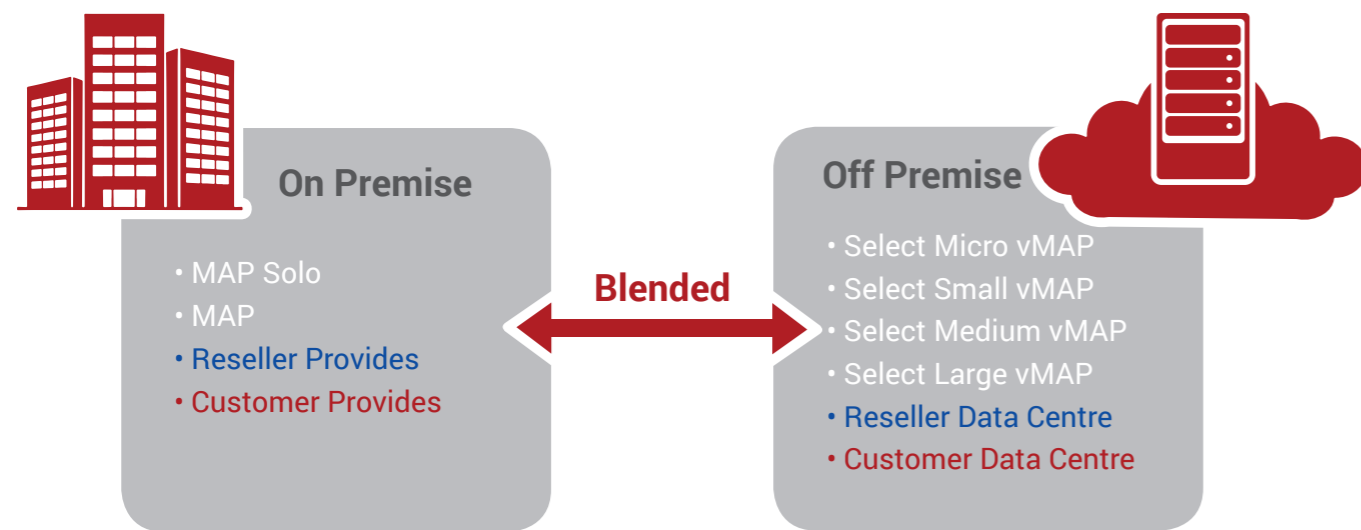 On Premise
• MAP Solo
• MAP
• Reseller Provides
• Customer Provides
Blended
Off Premise
• Select Micro vMAP
• Select Small vMAP
• Select Medium vMAP
• Select Large vMAP
• Reseller Data Centre
• Customer Data Centre